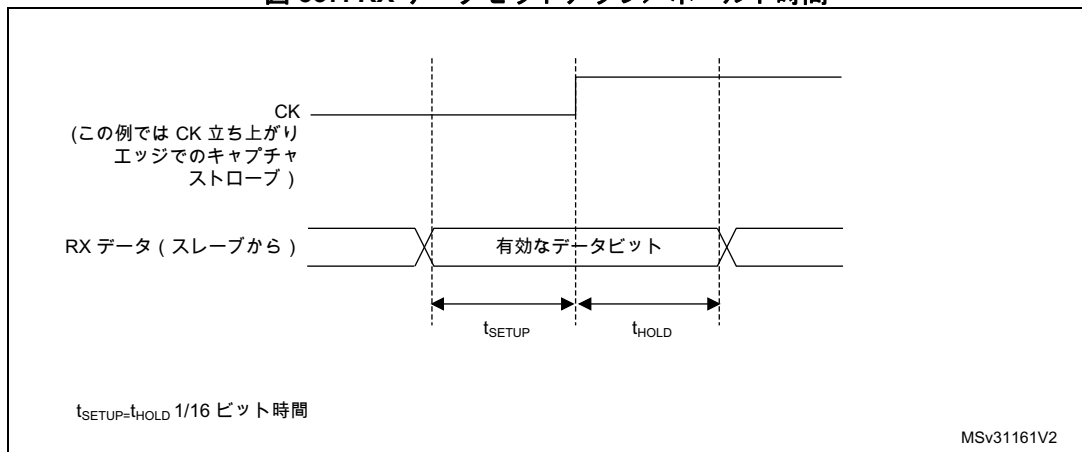 CK
(この例では CK 立ち上がり
エッジでのキャプチャ
ストローブ )
RX データ ( スレーブから )
有効なデータビット
tSETUP
tHOLD
tSETUP=tHOLD 1/16 ビット時間
MSv31161V2